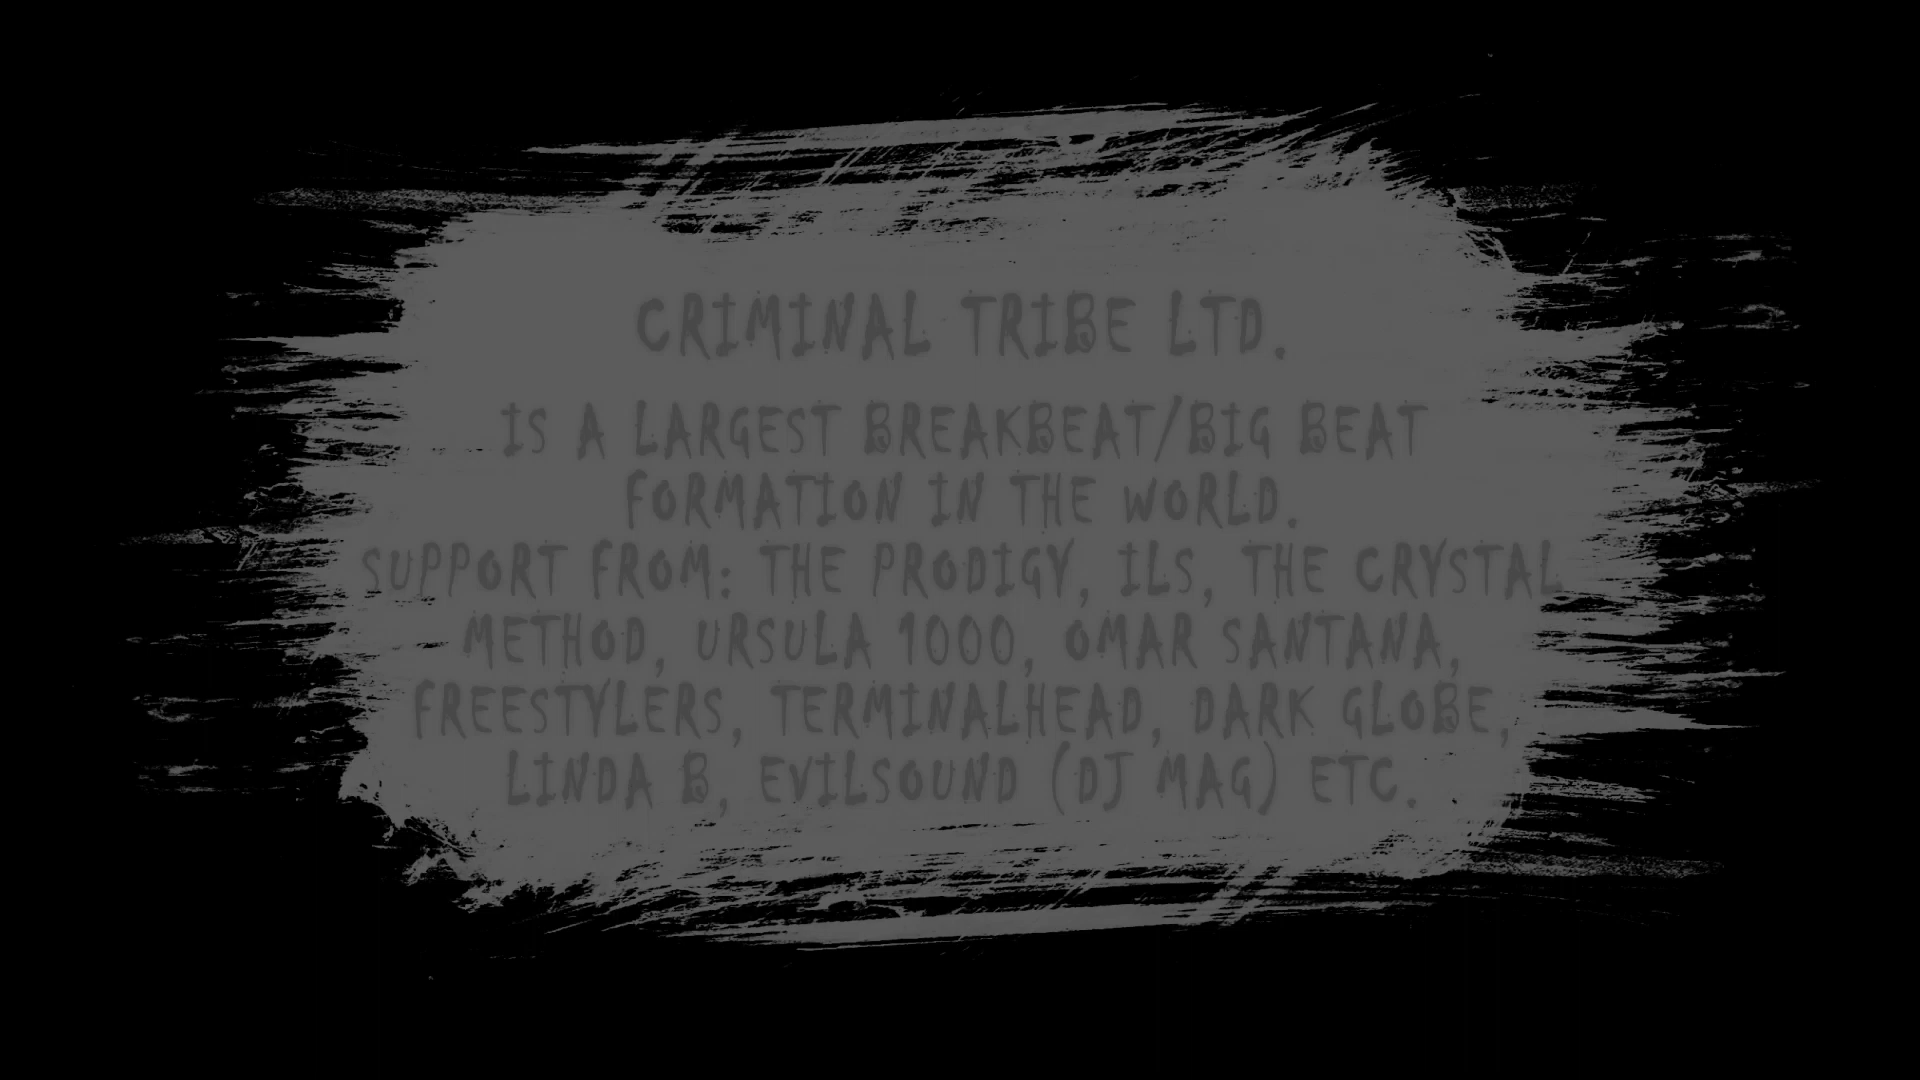 CRIMINAL TRIBE LTD.
IS A LARGEST BREAKBEAT/BIG BEAT
FORMATION IN THE WORLD.
SUPPORT FROM: THE PRODIGY, ILS, THE CRYSTAL
METHOD, URSULA 1000, OMAR SANTANA,
FREESTYLERS, TERMINALHEAD, DARK GLOBE,
LINDA B, EVILSOUND (DJ MAG) ETC.